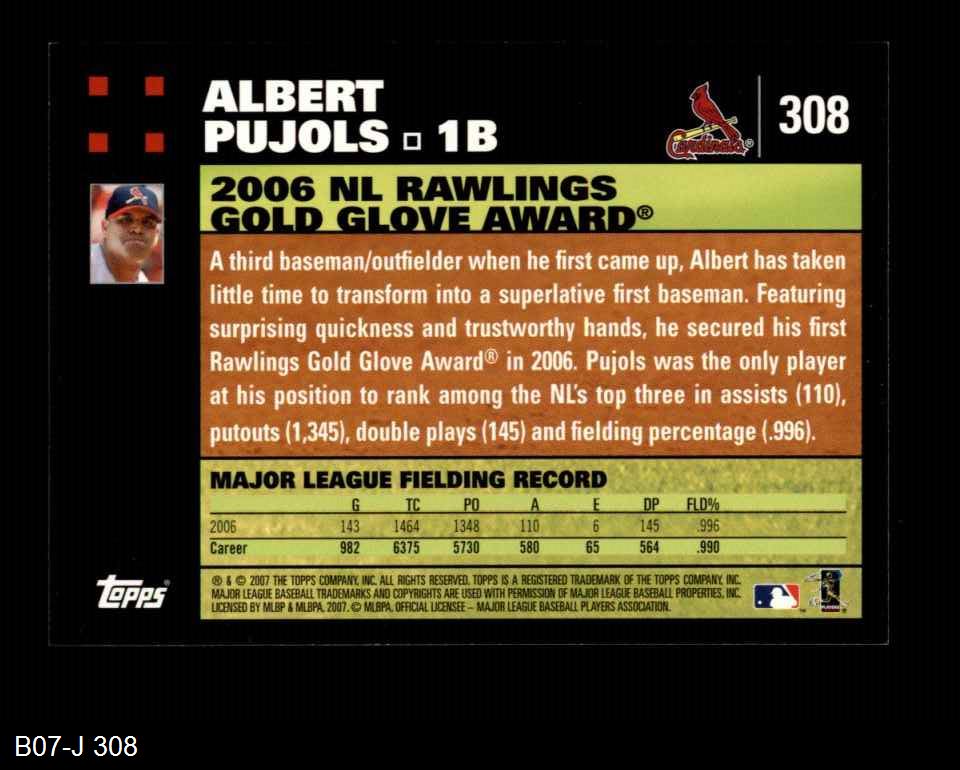 ALBERT
PUJOLS 1B
Cardinals®
308
2006 NL RAWLINGS
GOLD GLOVE AWARD®
A third baseman/outfielder when he first came up, Albert has taken
little time to transform into a superlative first baseman. Featuring
surprising quickness and trustworthy hands, he secured his first
Rawlings Gold Glove Award® in 2006. Pujols was the only player
at his position to rank among the NL's top three in assists (110),
putouts (1,345), double plays (145) and fielding percentage (.996).
MAJOR LEAGUE FIELDING RECORD
G TC PO A E DP FLD%
2006 143 1464 1348 110 6 145 .996
Career 982 6375 5730 580 65 564 .990
® & © 2007 THE TOPPS COMPANY, INC. ALL RIGHTS RESERVED. TOPPS IS A REGISTERED TRADEMARK OF THE TOPPS COMPANY, INC.
MAJOR LEAGUE BASEBALL TRADEMARKS AND COPYRIGHTS ARE USED WITH PERMISSION OF MAJOR LEAGUE BASEBALL PROPERTIES, INC.
LICENSED BY MLBP & MLBPA, 2007. © MLBPA, OFFICIAL LICENSEE – MAJOR LEAGUE BASEBALL PLAYERS ASSOCIATION.
Topps®
TM
PLAYERS
B07-J 308